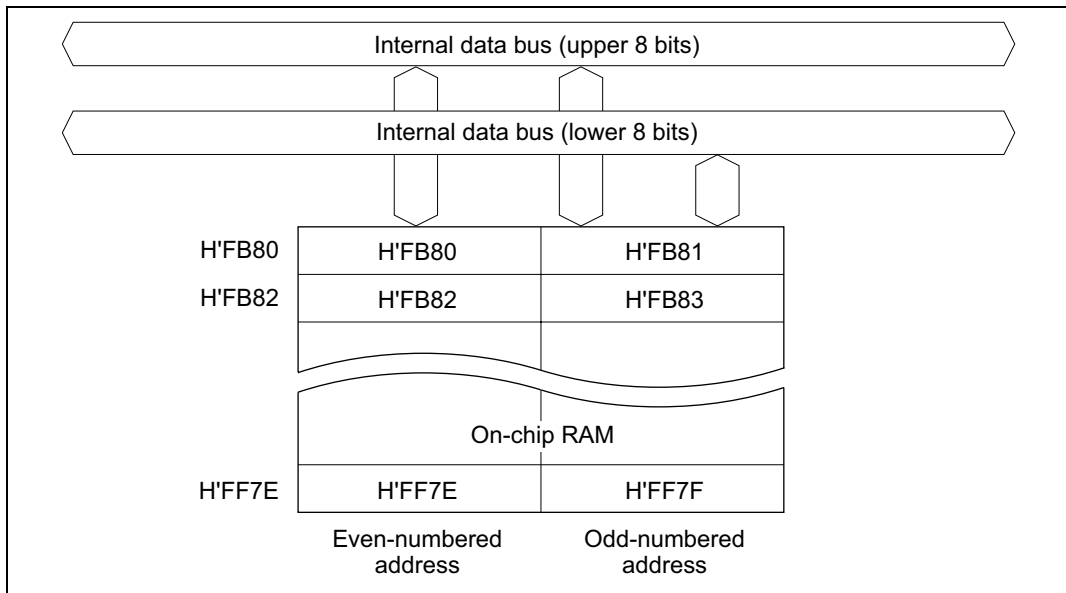 Internal data bus (upper 8 bits)
Internal data bus (lower 8 bits)
H'FB80 H'FB80 H'FB81
H'FB82 H'FB82 H'FB83
On-chip RAM
H'FF7E H'FF7E H'FF7F
Even-numbered address
Odd-numbered address